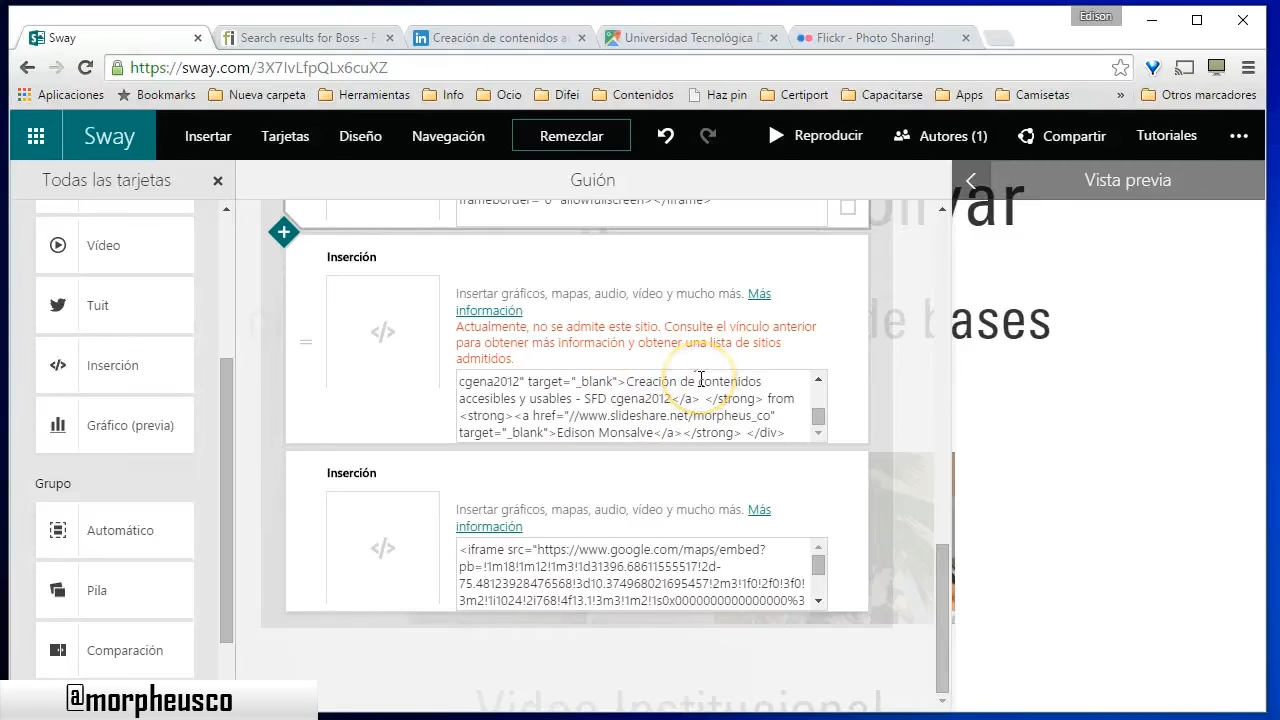 Edison
Sway
Search results for Boss - F
Creación de contenidos a
Universidad Tecnológica D
Flickr - Photo Sharing!
https://sway.com/3X7IvLfpQLx6cuXZ
Aplicaciones
Bookmarks
Nueva carpeta
Herramientas
Info
Ocio
Difei
Contenidos
Haz pin
Certiport
Capacitarse
Apps
Camisetas
»
Otros marcadores
Sway
Insertar
Tarjetas
Diseño
Navegación
Remezclar
Reproducir
Autores (1)
Compartir
Tutoriales
Todas las tarjetas
Guión
Vista previa
frameborder="0" allowfullscreen></iframe>
Vídeo
Tuit
Inserción
Gráfico (previa)
Grupo
Automático
Pila
Comparación
Inserción
Insertar gráficos, mapas, audio, vídeo y mucho más. Más
información
Actualmente, no se admite este sitio. Consulte el vínculo anterior
para obtener más información y obtener una lista de sitios
admitidos.
</>
cgena2012" target="_blank">Creación de contenidos
accesibles y usables - SFD cgena2012</a> </strong> from
<strong><a href="//www.slideshare.net/morpheus_co"
target="_blank">Edison Monsalve</a></strong> </div>
Inserción
Insertar gráficos, mapas, audio, vídeo y mucho más. Más
información
</>
<iframe src="https://www.google.com/maps/embed?
pb=!1m18!1m12!1m3!1d31396.68611555517!2d-
75.48123928476568!3d10.374968021695457!2m3!1f0!2f0!3f0!
3m2!1i1024!2i768!4f13.1!3m3!1m2!1s0x0000000000000000%3
de bases
Video Institucional
@morpheusco